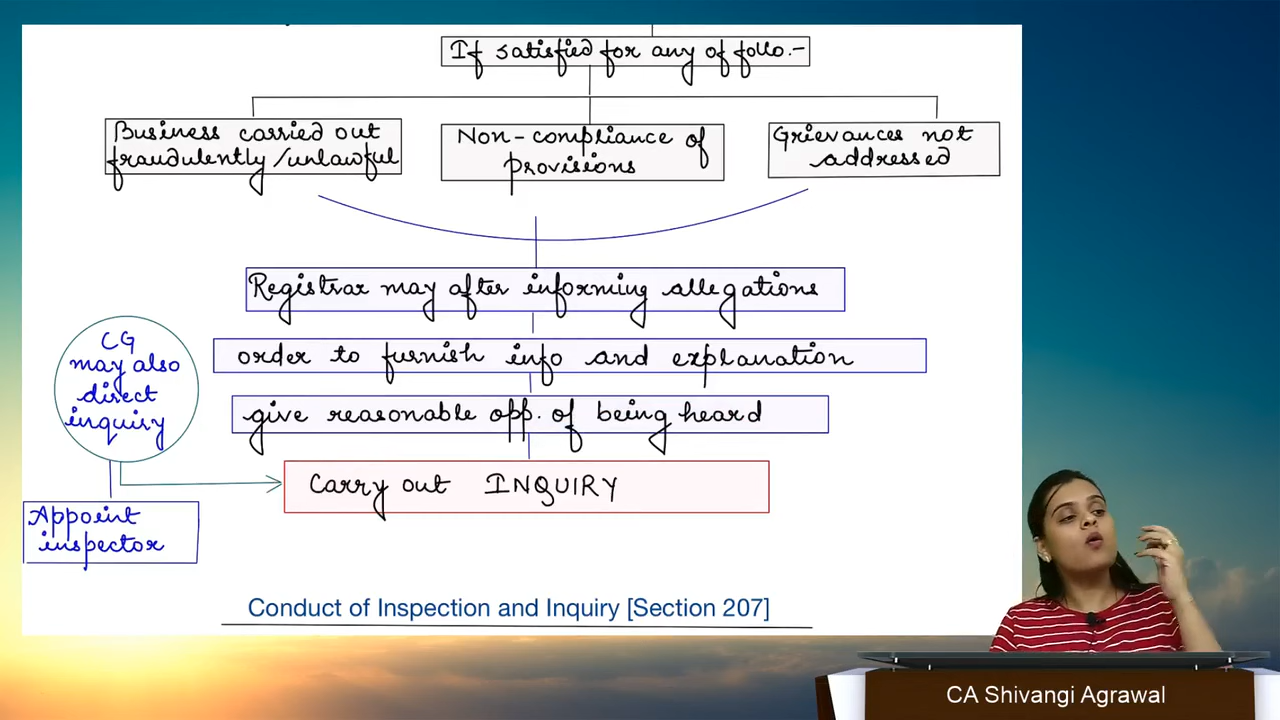 If satisfied for any of follo.-
Business carried out
fraudulently/unlawful
Non-compliance of
provisions
Grievances not
addressed
Registrar may after informing allegations
order to furnish info and explanation
give reasonable opp. of being heard
Carry out INQUIRY
CG
may also
direct
inquiry
Appoint
inspector
Conduct of Inspection and Inquiry [Section 207]
CA Shivangi Agrawal